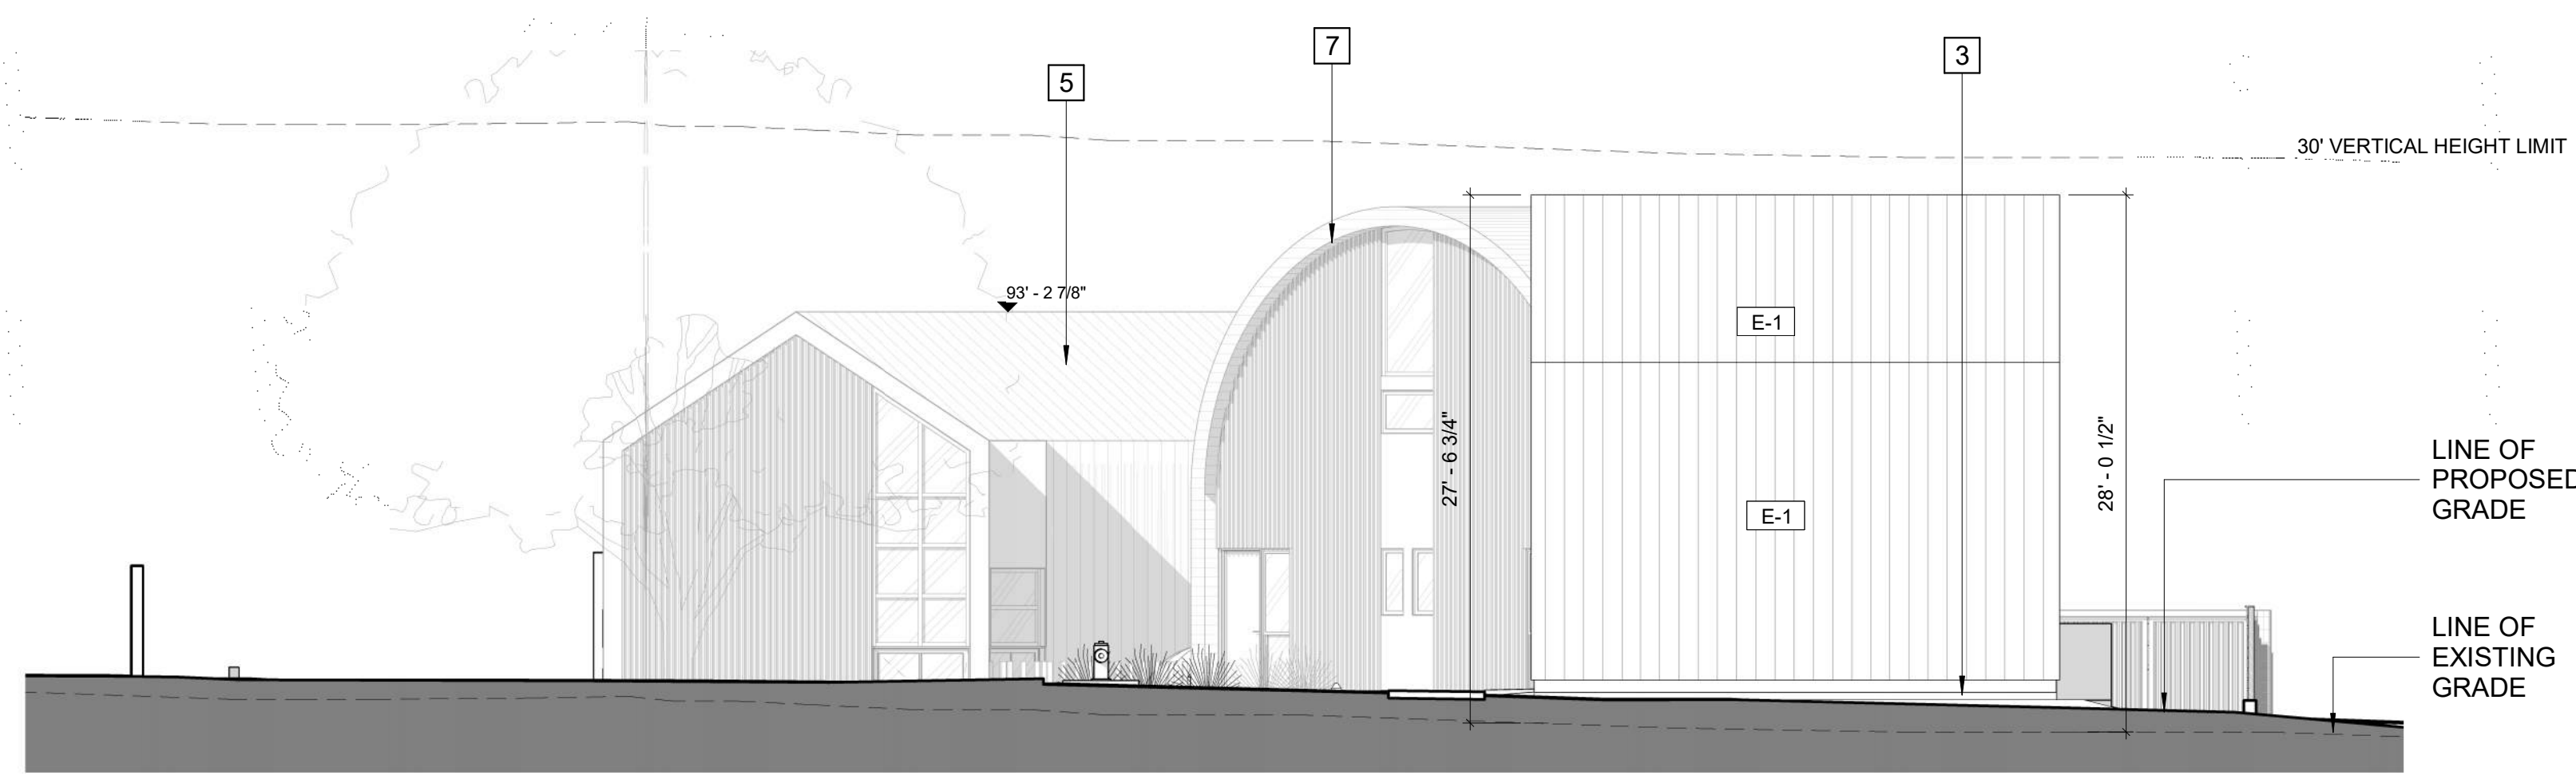 7
3
5
30' VERTICAL HEIGHT LIMIT
93' - 2 7/8"
E-1
27' - 6 3/4"
28' - 0 1/2"
E-1
LINE OF
PROPOSED
GRADE
LINE OF
EXISTING
GRADE